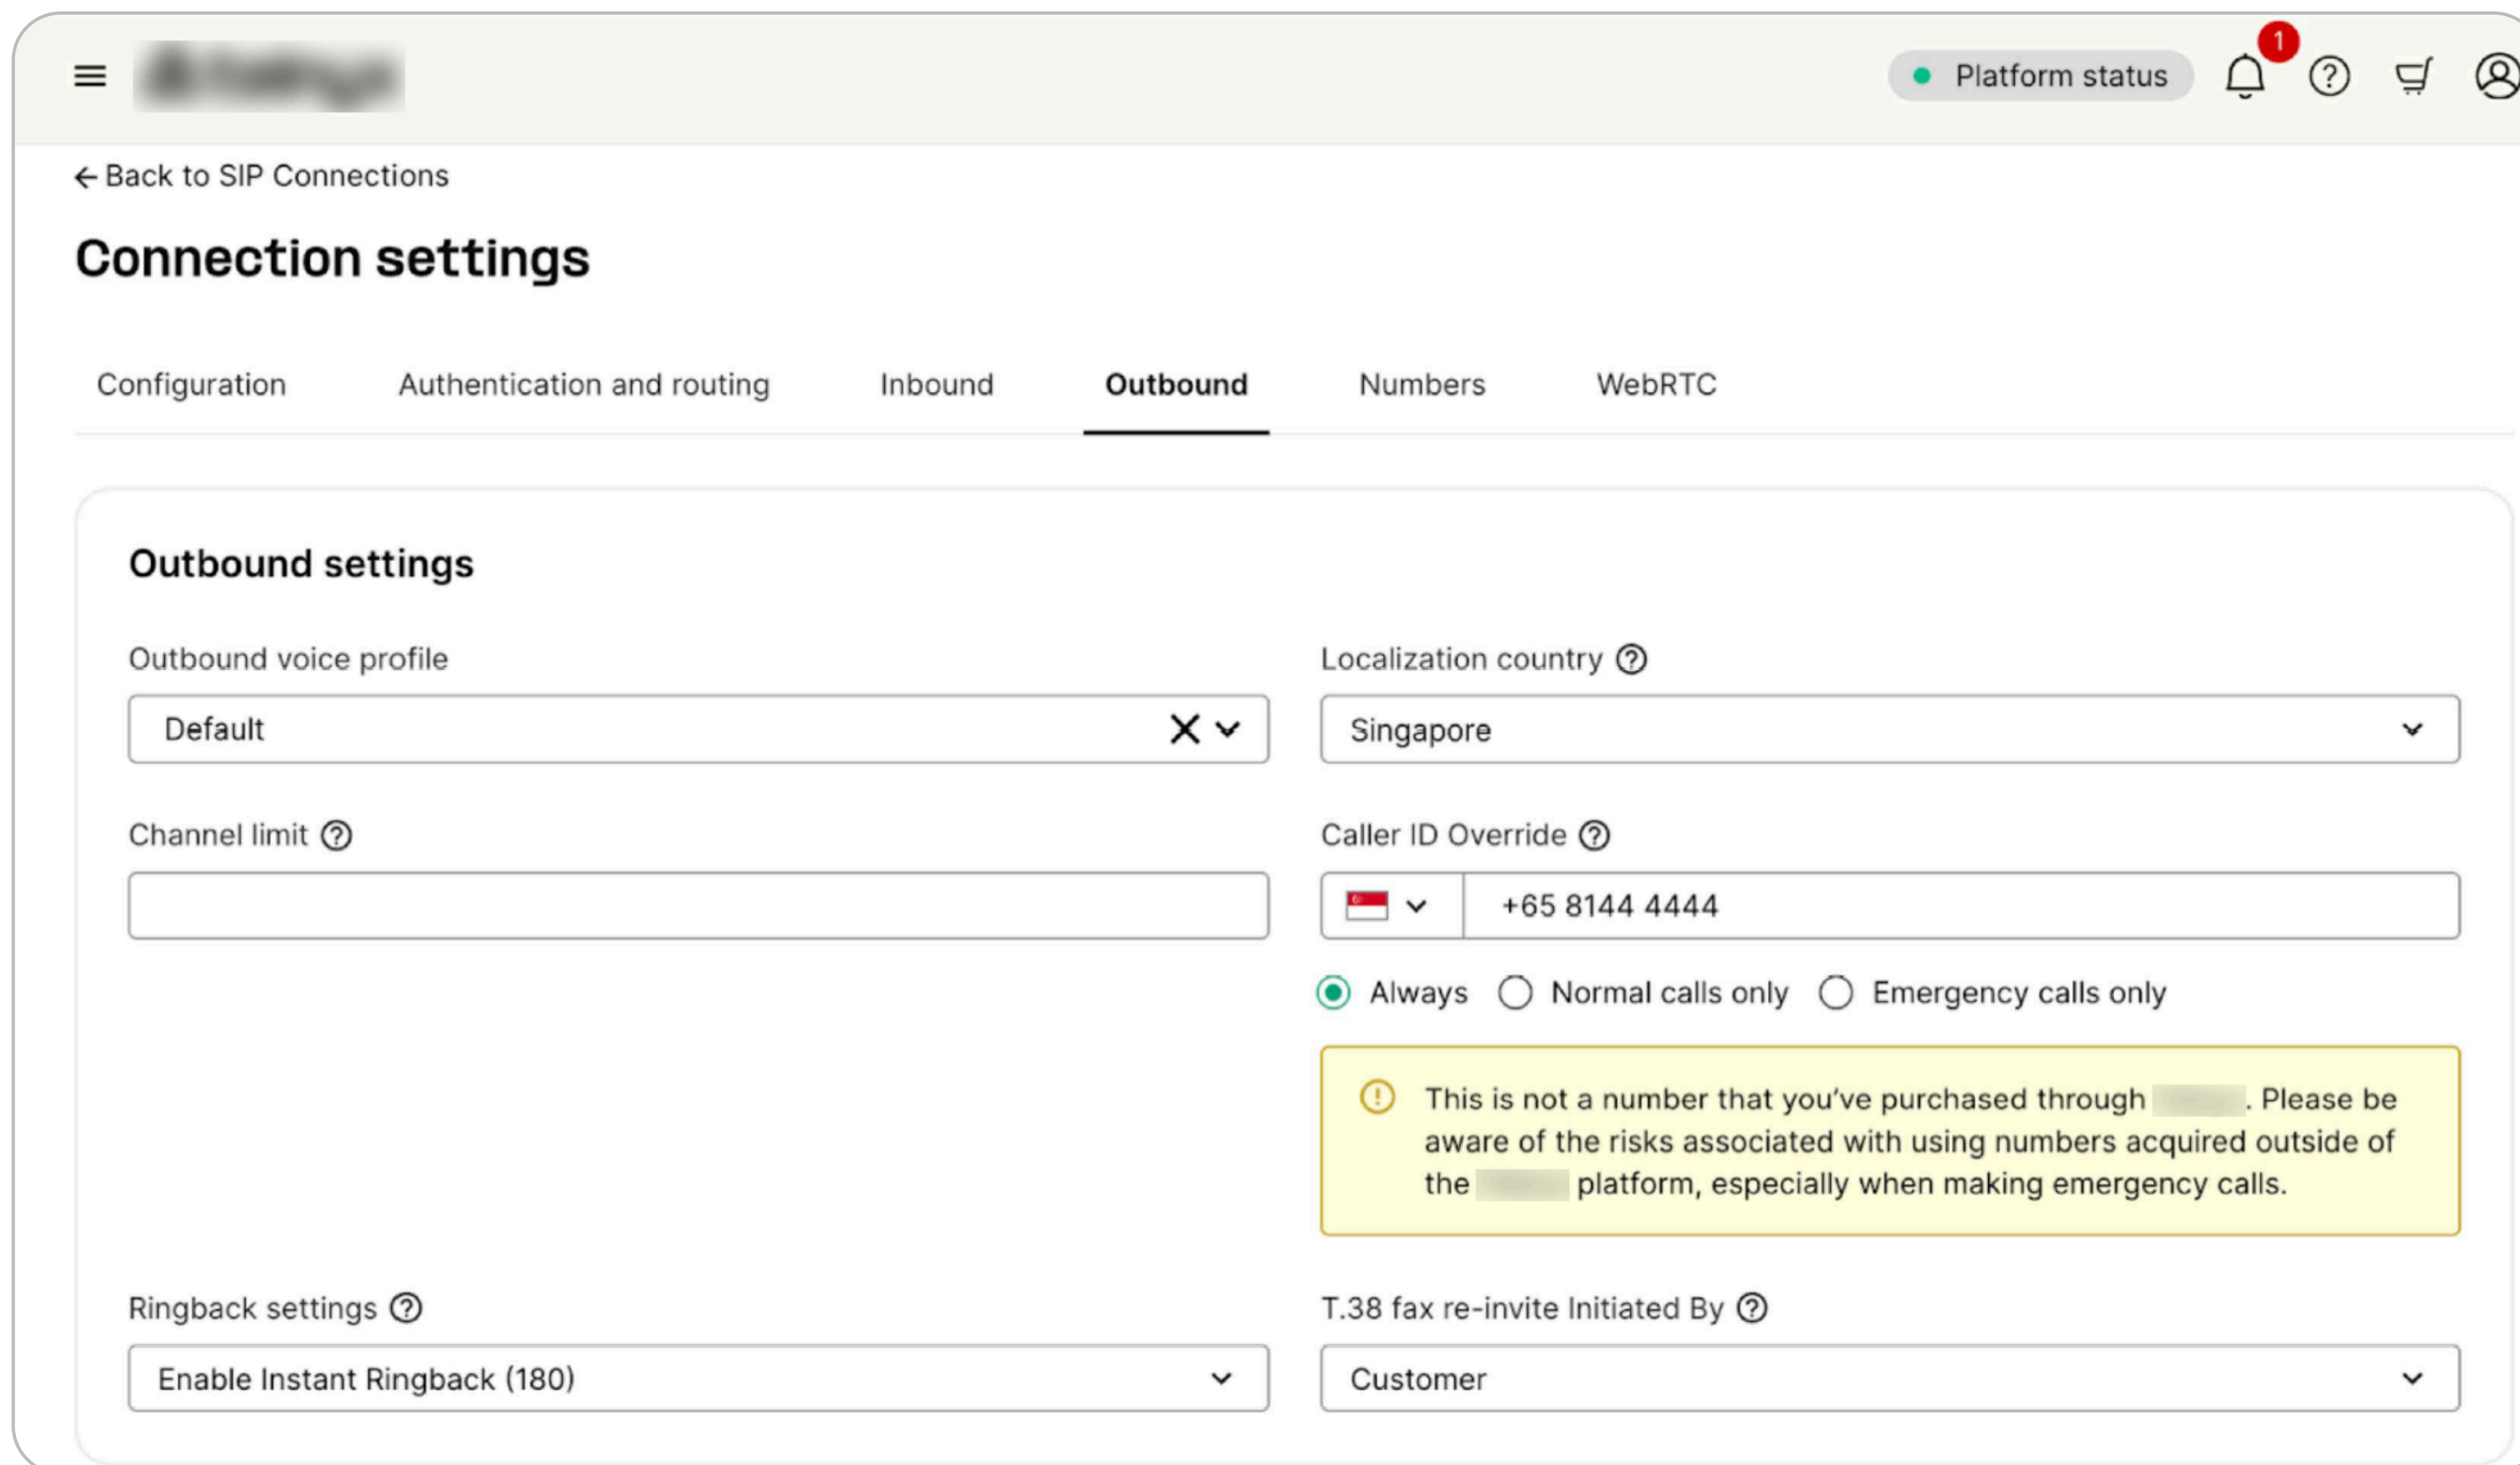 1
Platform status
Back to SIP Connections
Connection settings
Configuration Authentication and routing Inbound Outbound Numbers WebRTC
Outbound settings
Outbound voice profile
Default
Localization country
Singapore
Channel limit
Caller ID Override
+65 8144 4444
Always Normal calls only Emergency calls only
This is not a number that you've purchased through . Please be
aware of the risks associated with using numbers acquired outside of
the platform, especially when making emergency calls.
Ringback settings
Enable Instant Ringback (180)
T.38 fax re-invite Initiated By
Customer